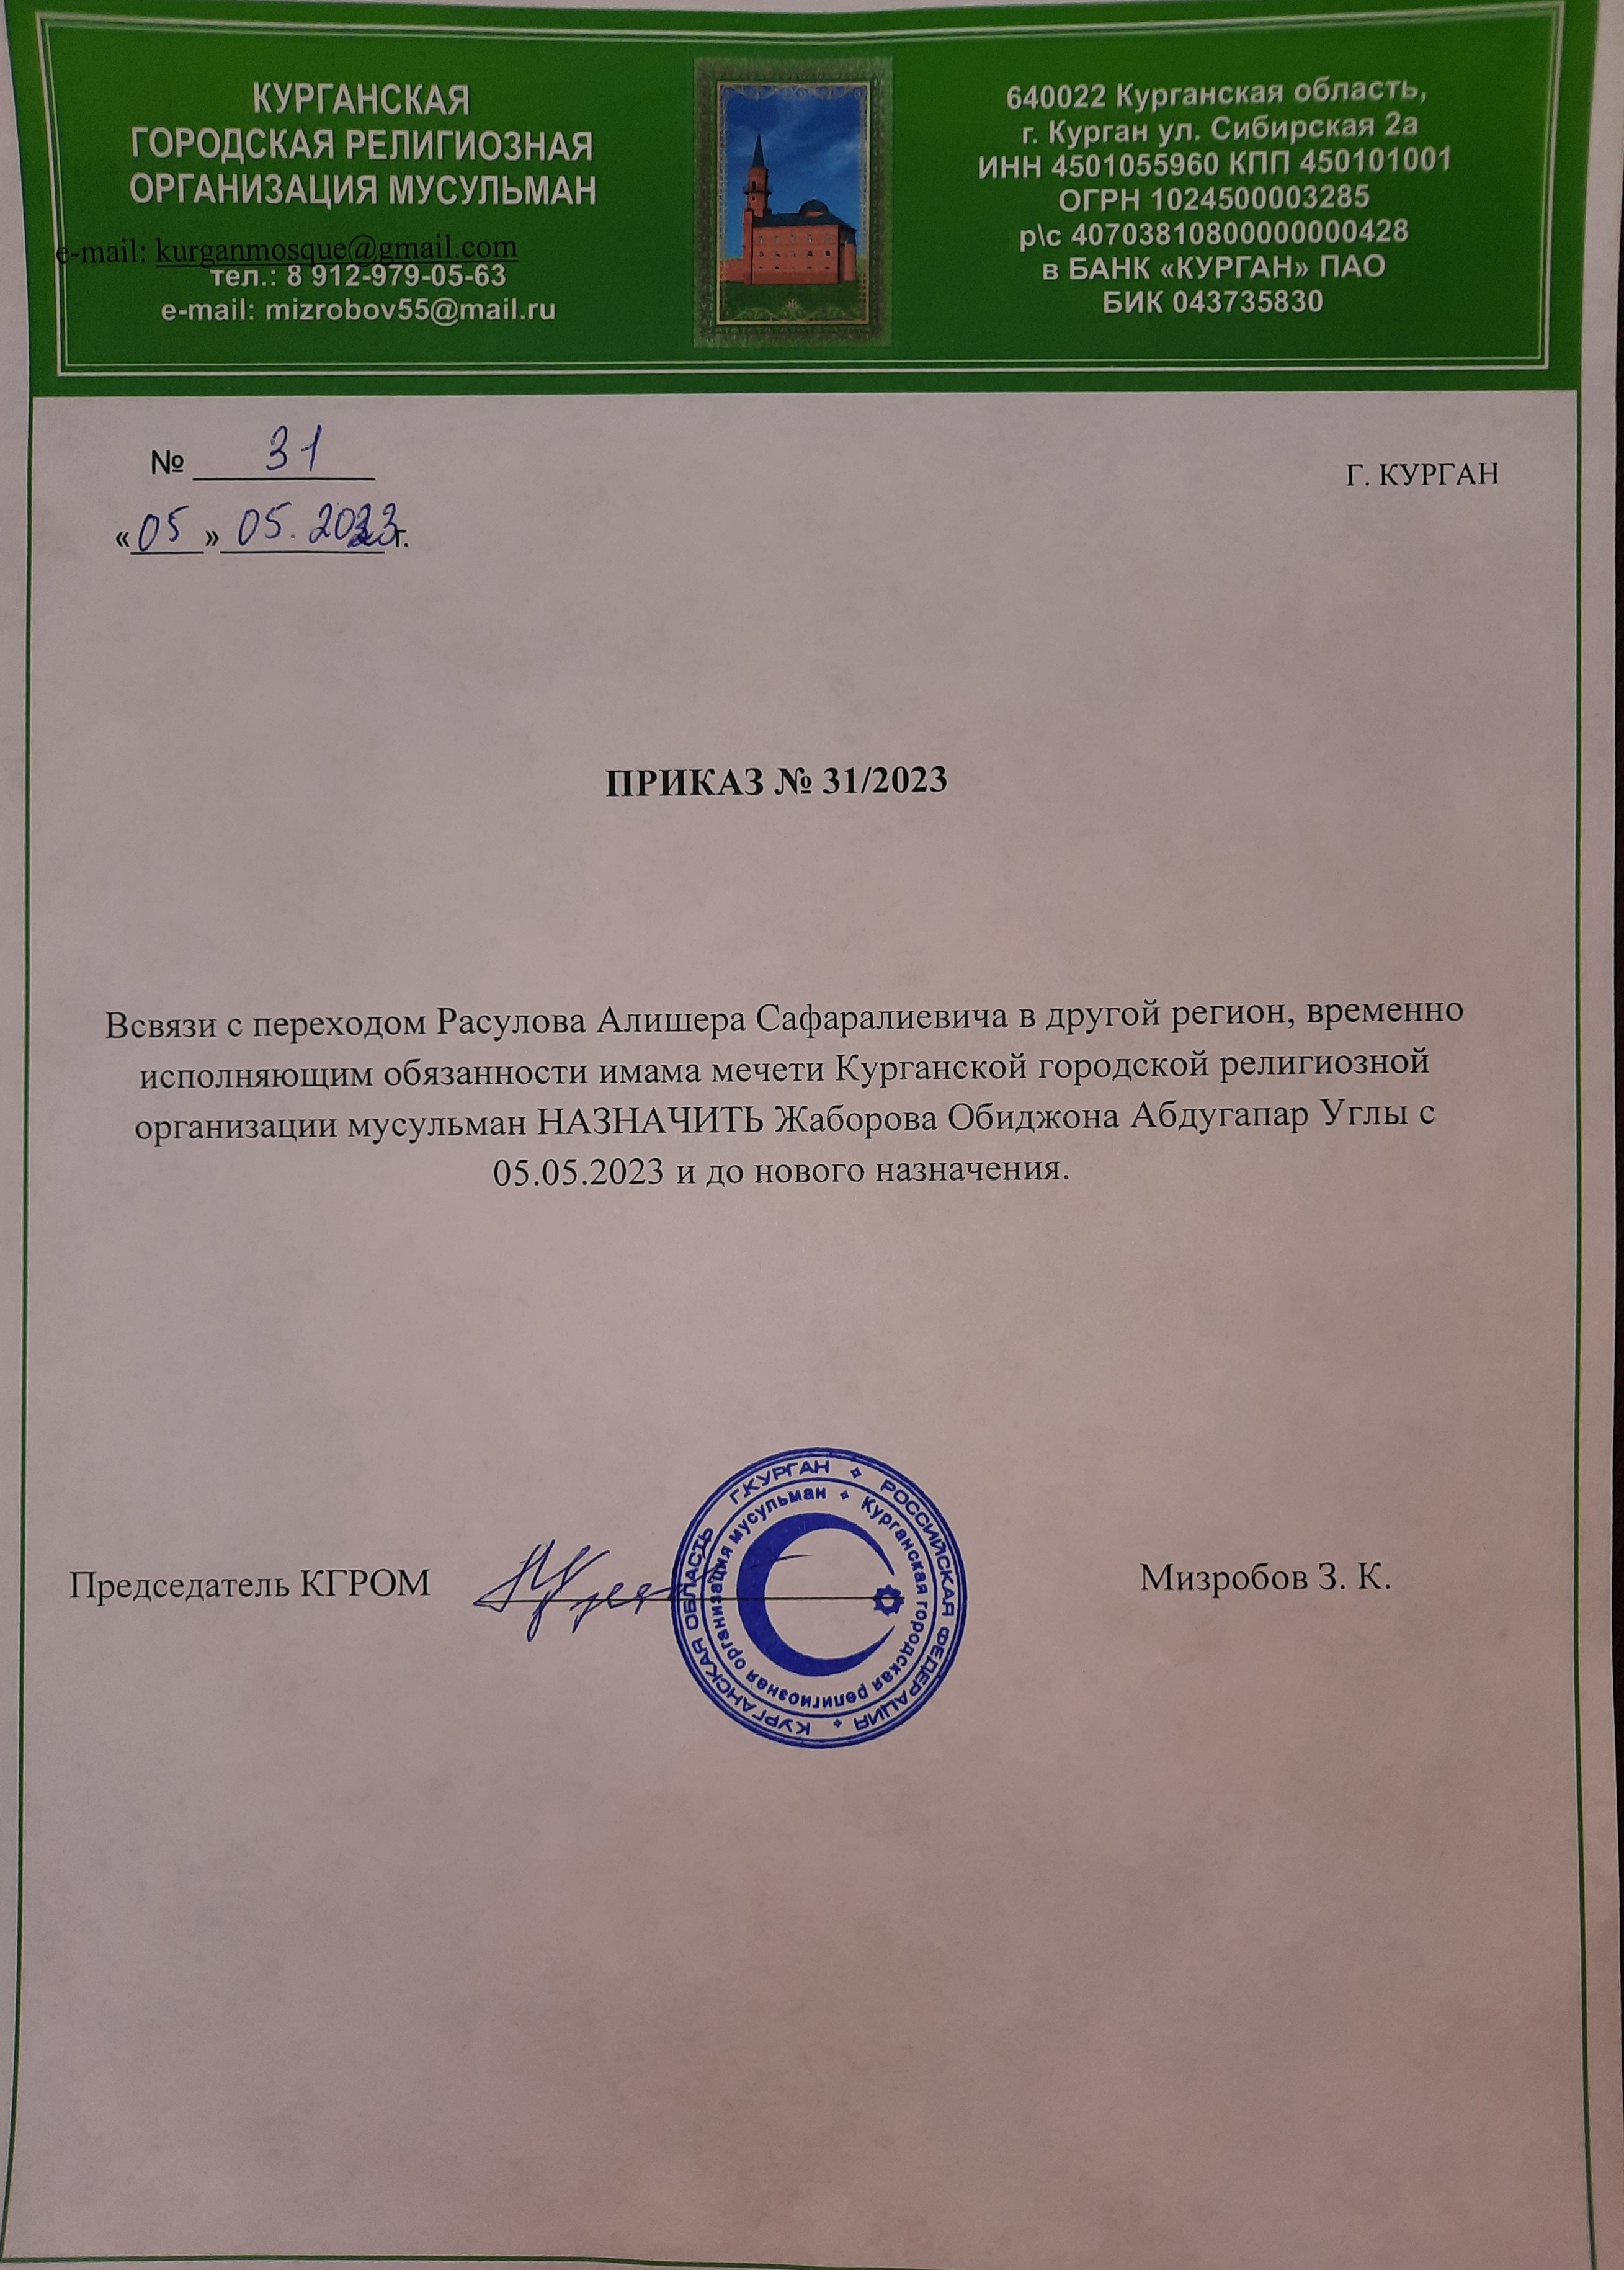 КУРГАНСКАЯ
ГОРОДСКАЯ РЕЛИГИОЗНАЯ
ОРГАНИЗАЦИЯ МУСУЛЬМАН
e-mail: kurganmosque@gmail.com
тел.: 8 912-979-05-63
e-mail: mizrobov55@mail.ru
640022 Курганская область,
г. Курган ул. Сибирская 2а
ИНН 4501055960 КПП 450101001
ОГРН 1024500003285
р\с 40703810800000000428
в БАНК «КУРГАН» ПАО
БИК 043735830
№ 31
Г. КУРГАН
«05» 05.2023г.
ПРИКАЗ № 31/2023
Всвязи с переходом Расулова Алишера Сафаралиевича в другой регион, временно
исполняющим обязанности имама мечети Курганской городской религиозной
организации мусульман НАЗНАЧИТЬ Жаборова Обиджона Абдугапар Углы с
05.05.2023 и до нового назначения.
Председатель КГРОМ
Мизробов З. К.
РОССИЙСКАЯ ФЕДЕРАЦИЯ КУРГАНСКАЯ ОБЛАСТЬ Г.КУРГАН
Курганская городская религиозная организация мусульман